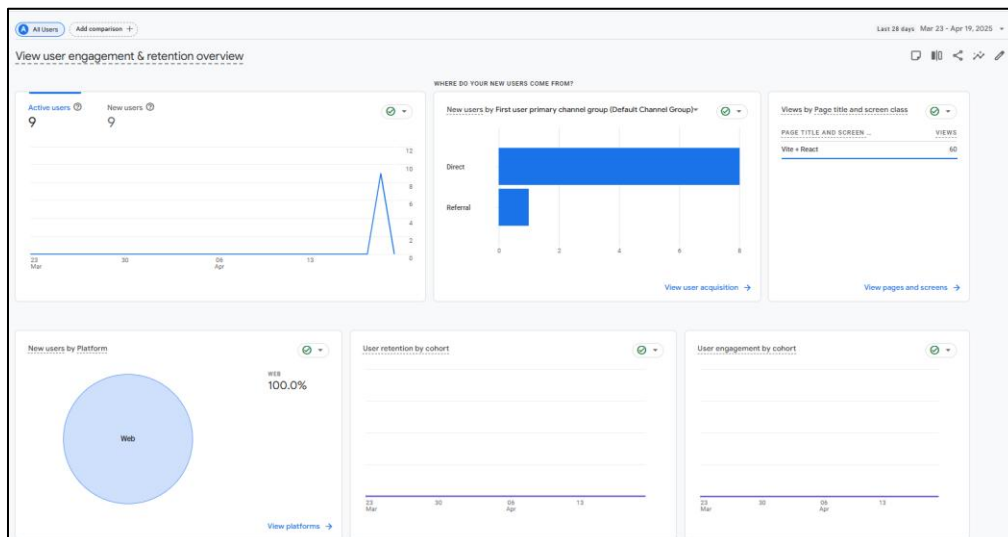 A All Users Add comparison + Last 28 days Mar 23 - Apr 19, 2025
View user engagement & retention overview
WHERE DO YOUR NEW USERS COME FROM?
Active users New users
9 9
12
10
8
6
4
2
0
23 30 06 13
Mar Apr
New users by First user primary channel group (Default Channel Group)
Direct
Referral
0 2 4 6 8
View user acquisition →
Views by Page title and screen class
PAGE TITLE AND SCREEN ... VIEWS
Vite + React 60
View pages and screens →
New users by Platform
WEB
100.0%
Web
View platforms →
User retention by cohort
23 30 06 13
Mar Apr
User engagement by cohort
23 30 06 13
Mar Apr